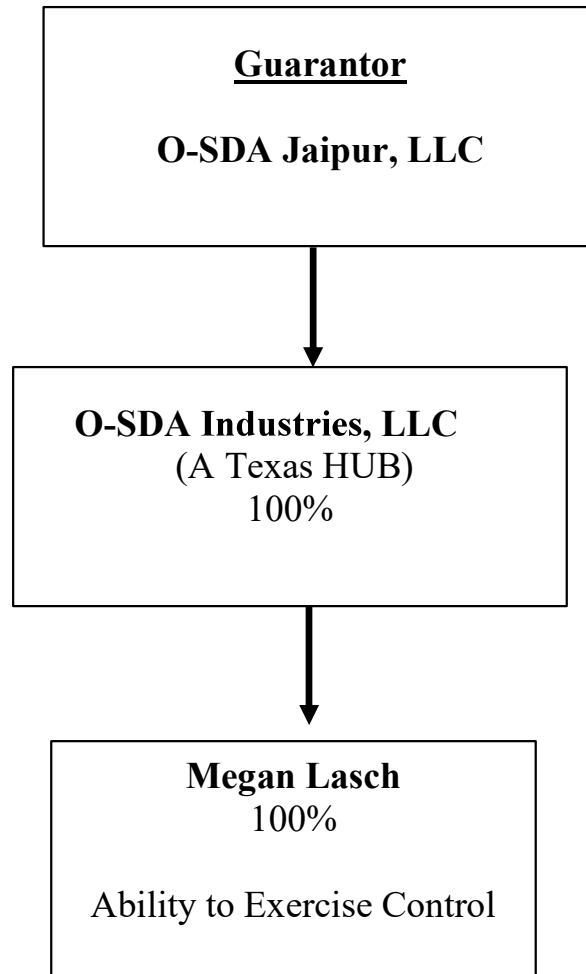 Guarantor
O-SDA Jaipur, LLC
O-SDA Industries, LLC
(A Texas HUB)
100%
Megan Lasch
100%
Ability to Exercise Control